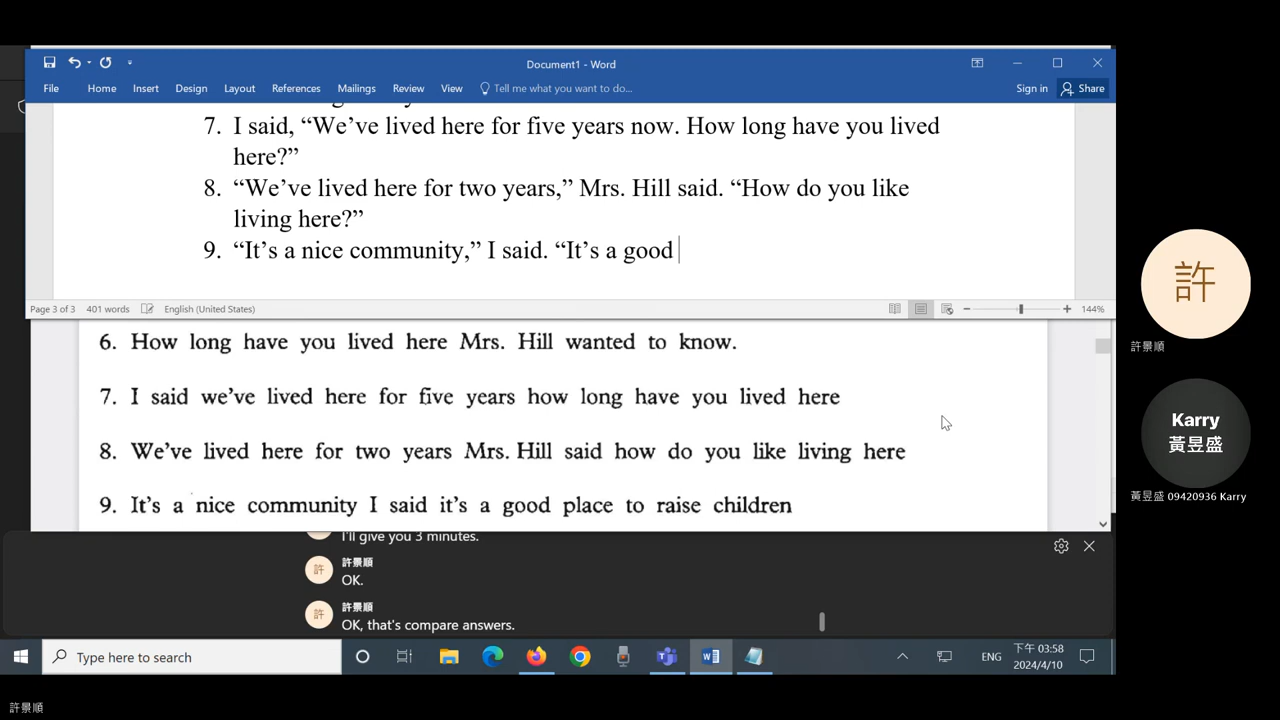 Document1 - Word
File Home Insert Design Layout References Mailings Review View Tell me what you want to do... Sign in Share
7. I said, “We’ve lived here for five years now. How long have you lived
here?”
8. “We’ve lived here for two years,” Mrs. Hill said. “How do you like
living here?”
9. “It’s a nice community,” I said. “It’s a good
Page 3 of 3 401 words English (United States) 144%
6. How long have you lived here Mrs. Hill wanted to know.
7. I said we’ve lived here for five years how long have you lived here
8. We’ve lived here for two years Mrs. Hill said how do you like living here
9. It’s a nice community I said it’s a good place to raise children
I'll give you 3 minutes.
許景順
許
OK.
許景順
許
OK, that's compare answers.
Type here to search
ENG
下午 03:58
2024/4/10
許
許景順
Karry
黃昱盛
黃昱盛 09420936 Karry
許景順